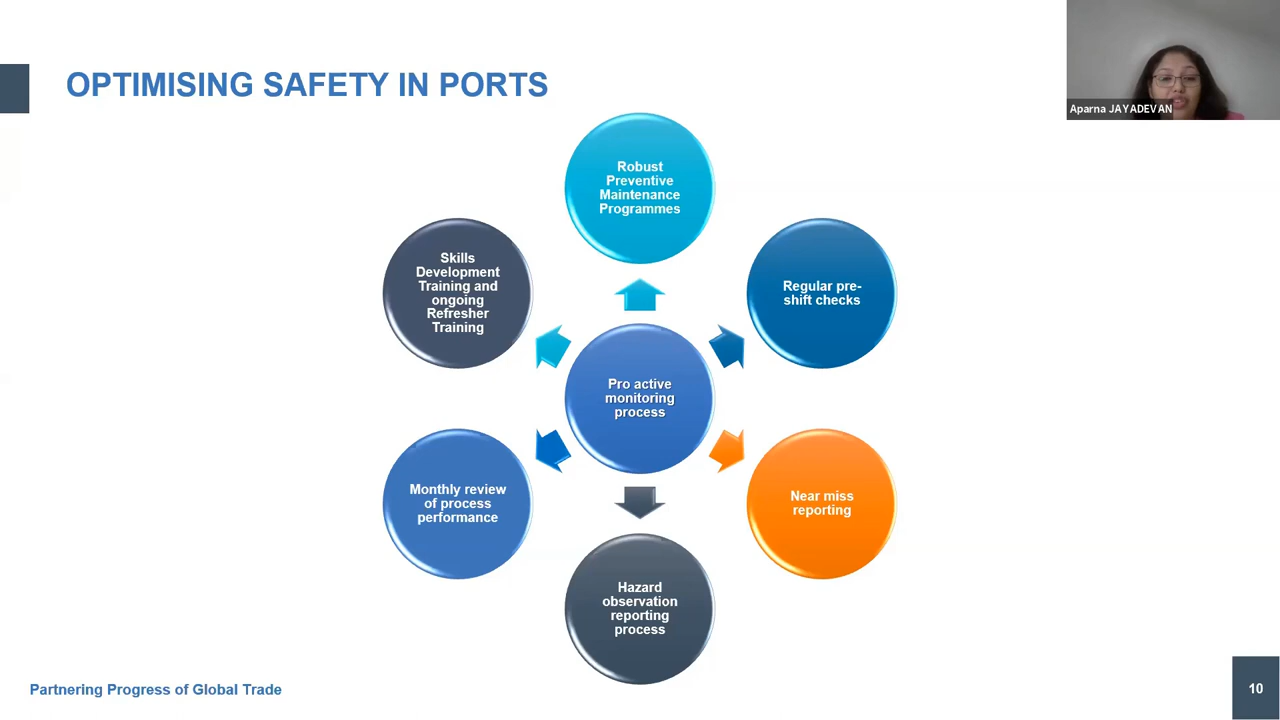 OPTIMISING SAFETY IN PORTS
Aparna JAYADEVAN
Robust
Preventive
Maintenance
Programmes
Skills
Development
Training and
ongoing
Refresher
Training
Regular pre-
shift checks
Pro active
monitoring
process
Monthly review
of process
performance
Near miss
reporting
Hazard
observation
reporting
process
Partnering Progress of Global Trade
10